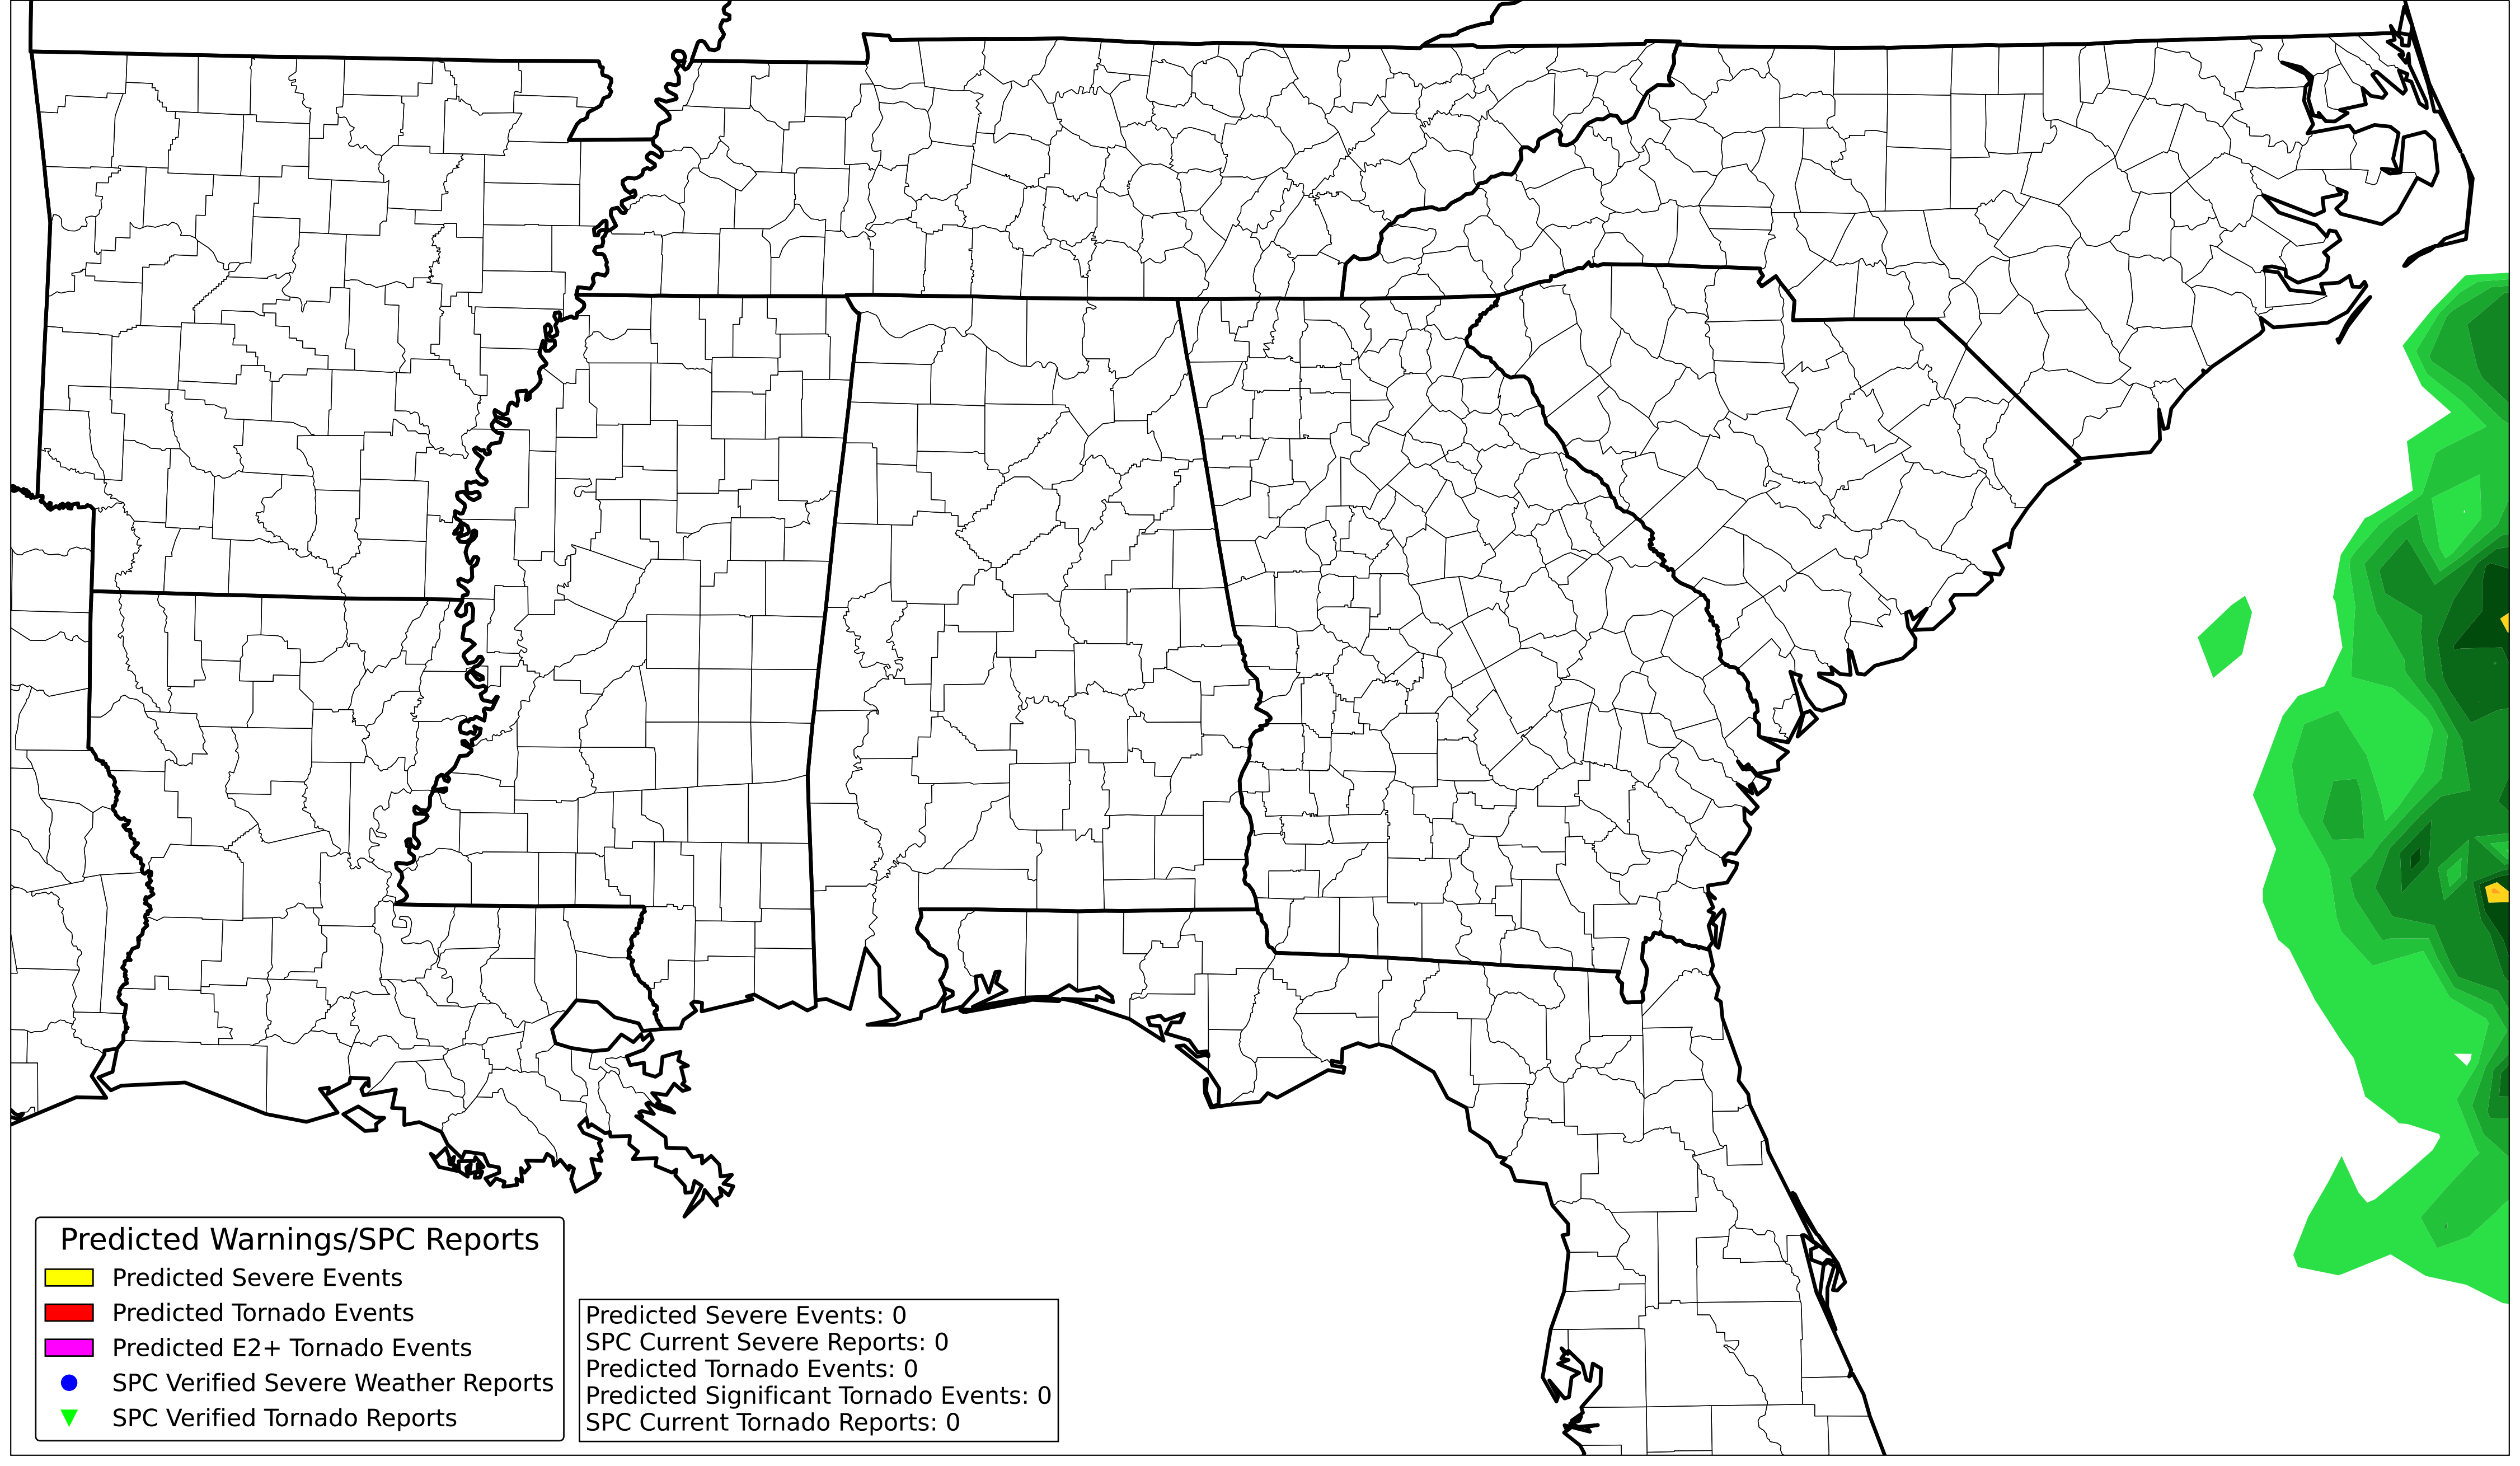 Predicted Warnings/SPC Reports
Predicted Severe Events
Predicted Tornado Events
Predicted E2+ Tornado Events
SPC Verified Severe Weather Reports
SPC Verified Tornado Reports
Predicted Severe Events: 0
SPC Current Severe Reports: 0
Predicted Tornado Events: 0
Predicted Significant Tornado Events: 0
SPC Current Tornado Reports: 0